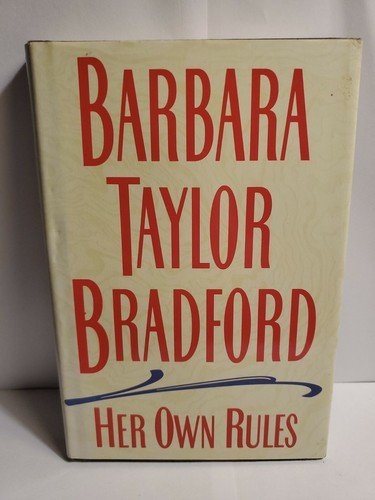 BARBARA
TAYLOR
BRADFORD
HER OWN RULES